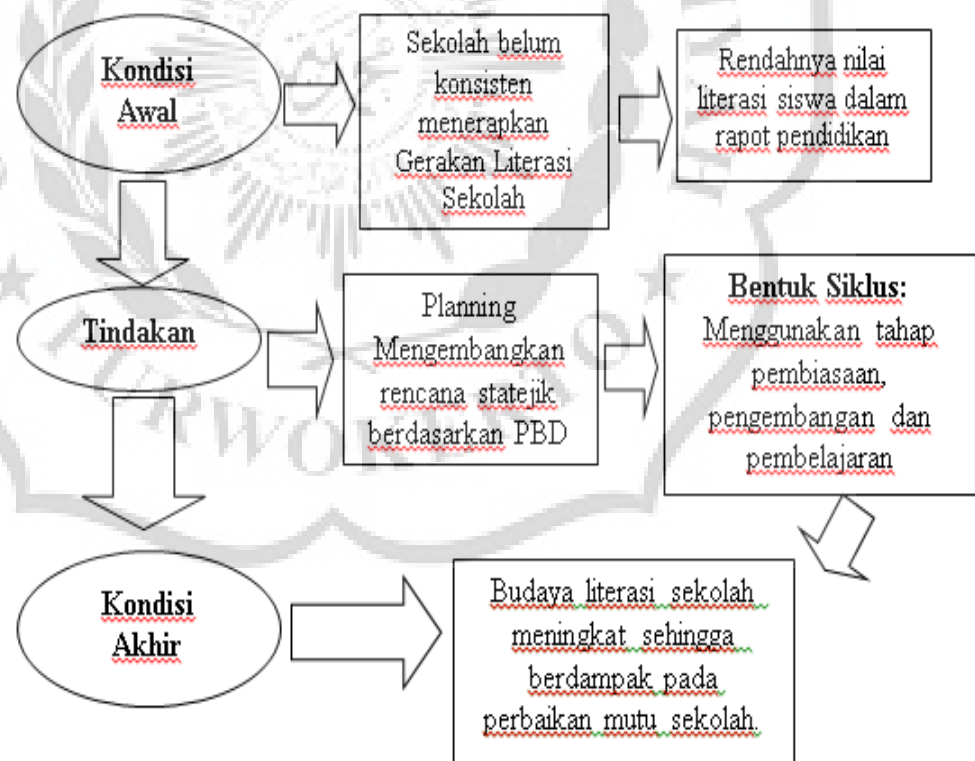 Kondisi
Awal
Sekolah belum
konsisten
menerapkan
Gerakan Literasi
Sekolah
Rendahnya nilai
literasi siswa dalam
rapot pendidikan
Tindakan
Planning
Mengembangkan
rencana statejik
berdasarkan PBD
Bentuk Siklus:
Menggunakan tahap
pembiasaan,
pengembangan dan
pembelajaran
Kondisi
Akhir
Budaya literasi sekolah
meningkat sehingga
berdampak pada
perbaikan mutu sekolah.